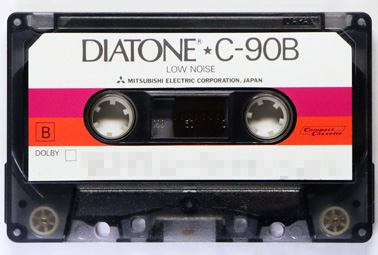 DIATONE® ★ C-90B
LOW NOISE
MITSUBISHI ELECTRIC CORPORATION, JAPAN
B
Compact
Cassette
DOLBY